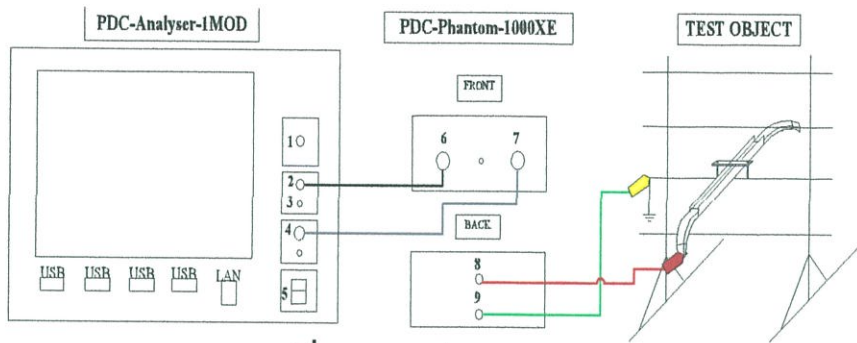 PDC-Analyser-1MOD
PDC-Phantom-1000XE
TEST OBJECT
FRONT
1
2
3
4
5
6
7
BACK
8
9
USB USB USB USB LAN